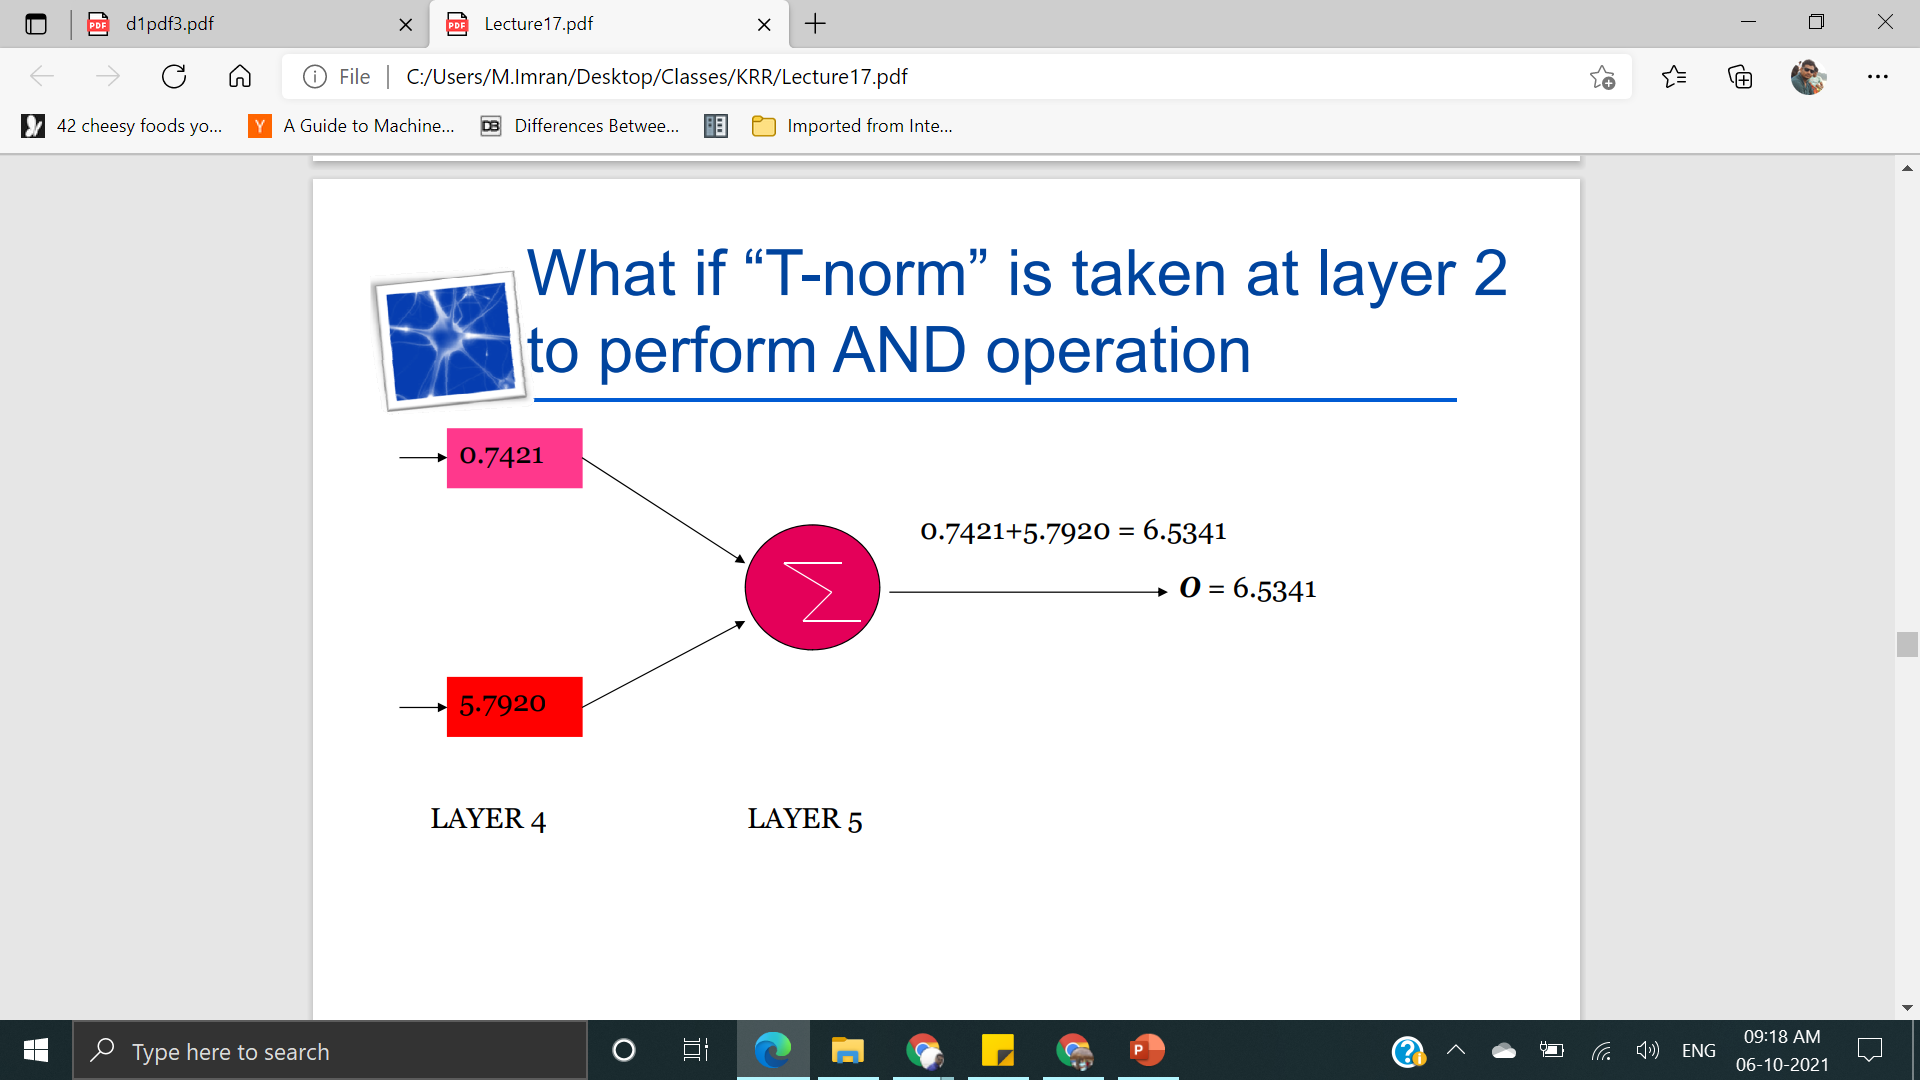 d1pdf3.pdf
Lecture17.pdf
File
C:/Users/M.Imran/Desktop/Classes/KRR/Lecture17.pdf
42 cheesy foods yo...
A Guide to Machine...
Differences Betwee...
Imported from Inte...
What if “T-norm” is taken at layer 2
to perform AND operation
0.7421
0.7421+5.7920 = 6.5341
O = 6.5341
5.7920
LAYER 4
LAYER 5
Type here to search
ENG
09:18 AM
06-10-2021